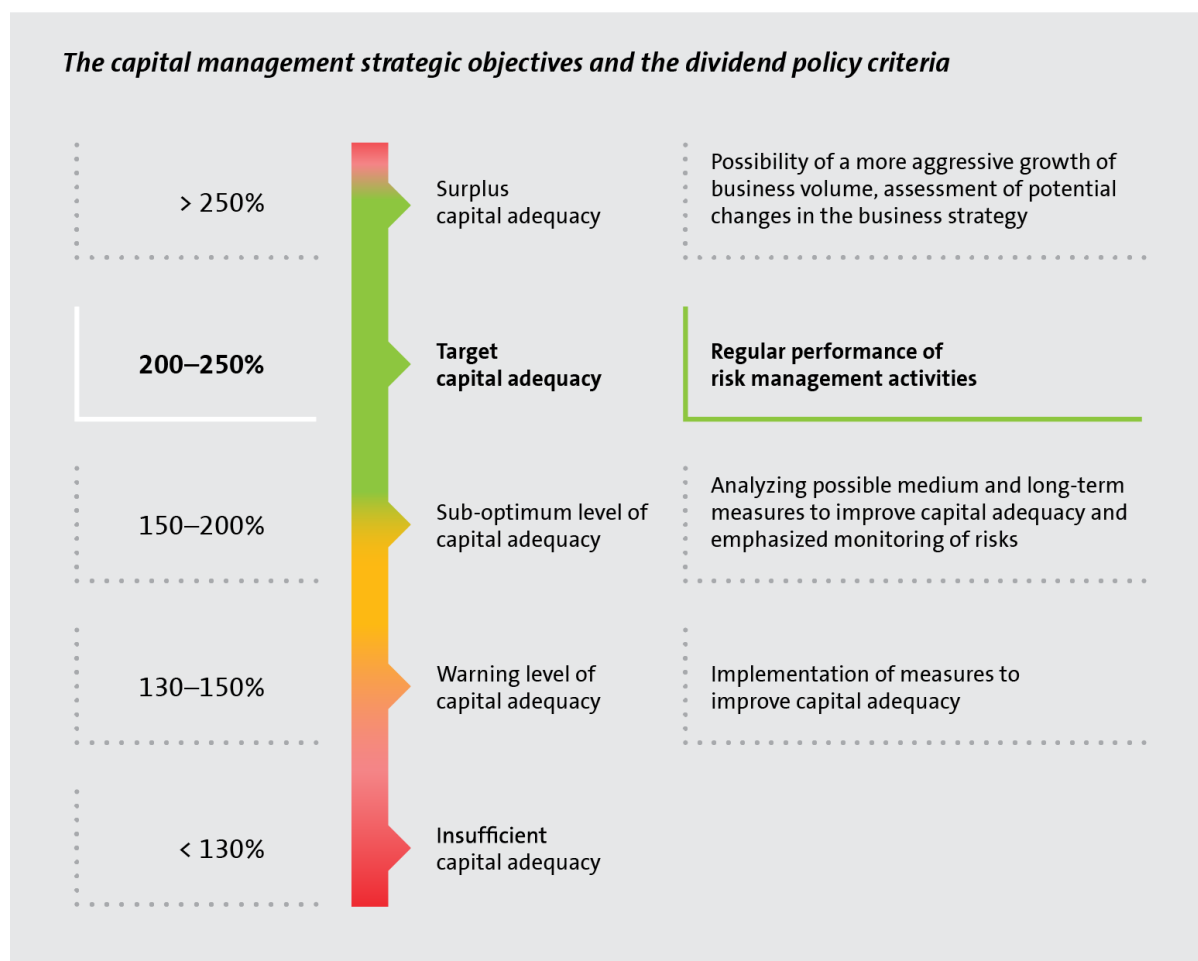 The capital management strategic objectives and the dividend policy criteria
> 250%
Surplus
capital adequacy
Possibility of a more aggressive growth of
business volume, assessment of potential
changes in the business strategy
200–250%
Target
capital adequacy
Regular performance of
risk management activities
150–200%
Sub-optimum level of
capital adequacy
Analyzing possible medium and long-term
measures to improve capital adequacy and
emphasized monitoring of risks
130–150%
Warning level of
capital adequacy
Implementation of measures to
improve capital adequacy
< 130%
Insufficient
capital adequacy